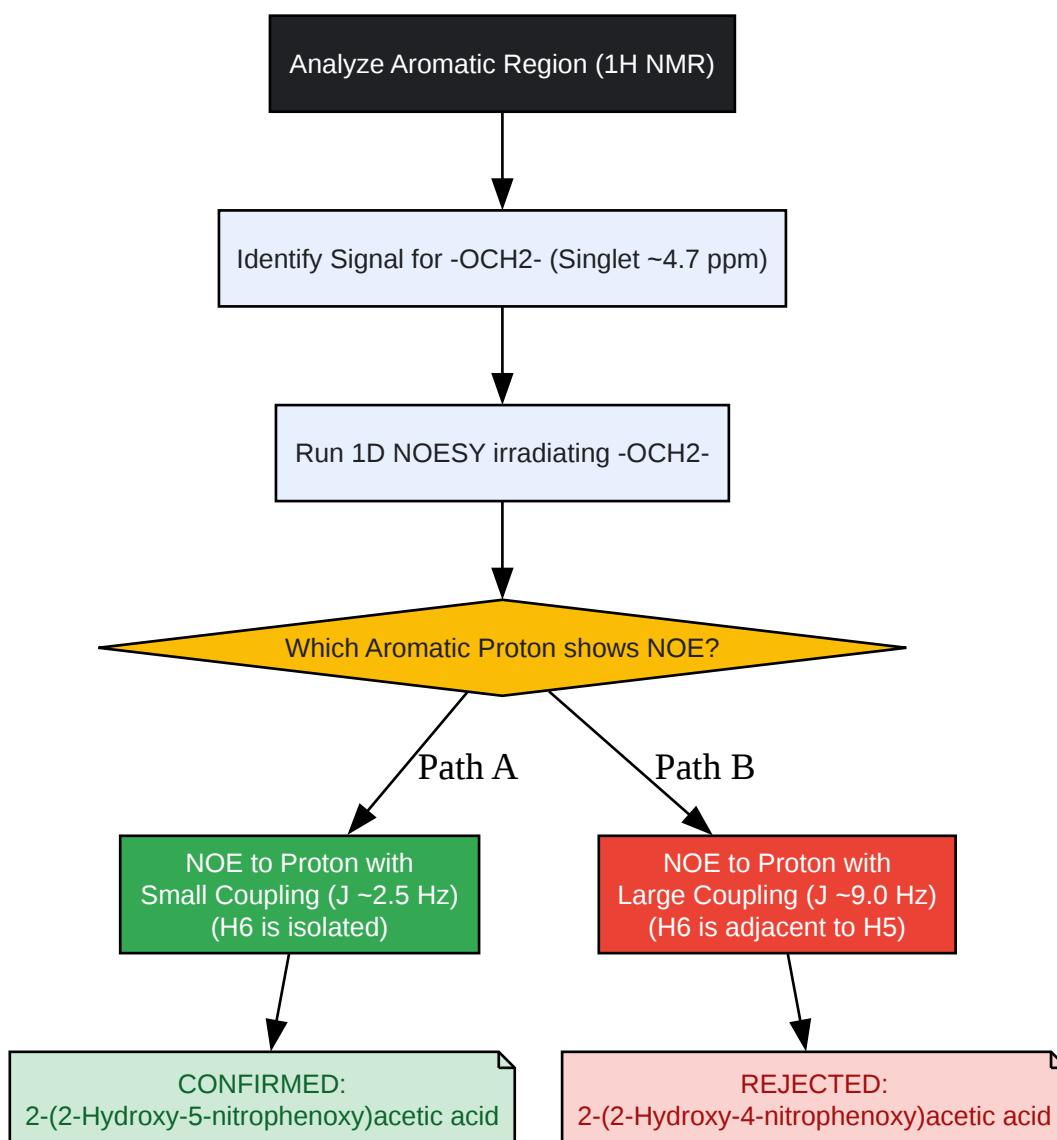 Analyze Aromatic Region (1H NMR)
Identify Signal for -OCH2- (Singlet ~4.7 ppm)
Run 1D NOESY irradiating -OCH2-
Which Aromatic Proton shows NOE?
Path A
Path B
NOE to Proton with
Small Coupling (J ~2.5 Hz)
(H6 is isolated)
NOE to Proton with
Large Coupling (J ~9.0 Hz)
(H6 is adjacent to H5)
CONFIRMED:
2-(2-Hydroxy-5-nitrophenoxy)acetic acid
REJECTED:
2-(2-Hydroxy-4-nitrophenoxy)acetic acid